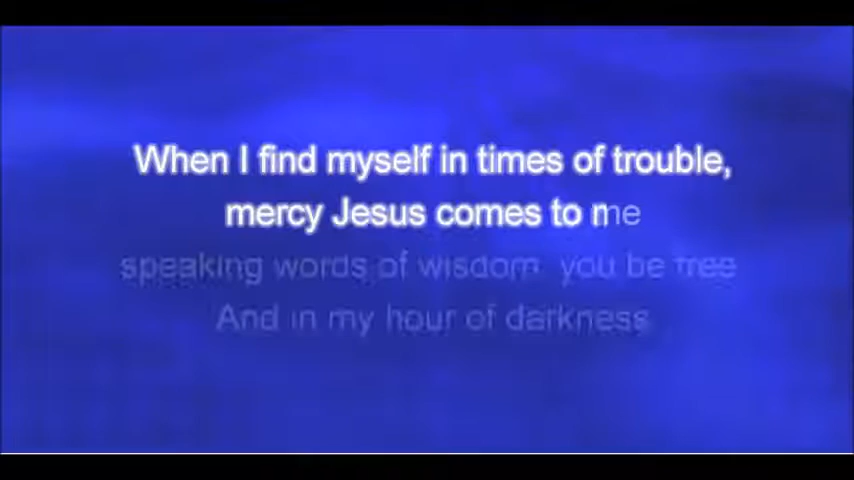 When I find myself in times of trouble,
mercy Jesus comes to me
speaking words of wisdom, you be free
And in my hour of darkness